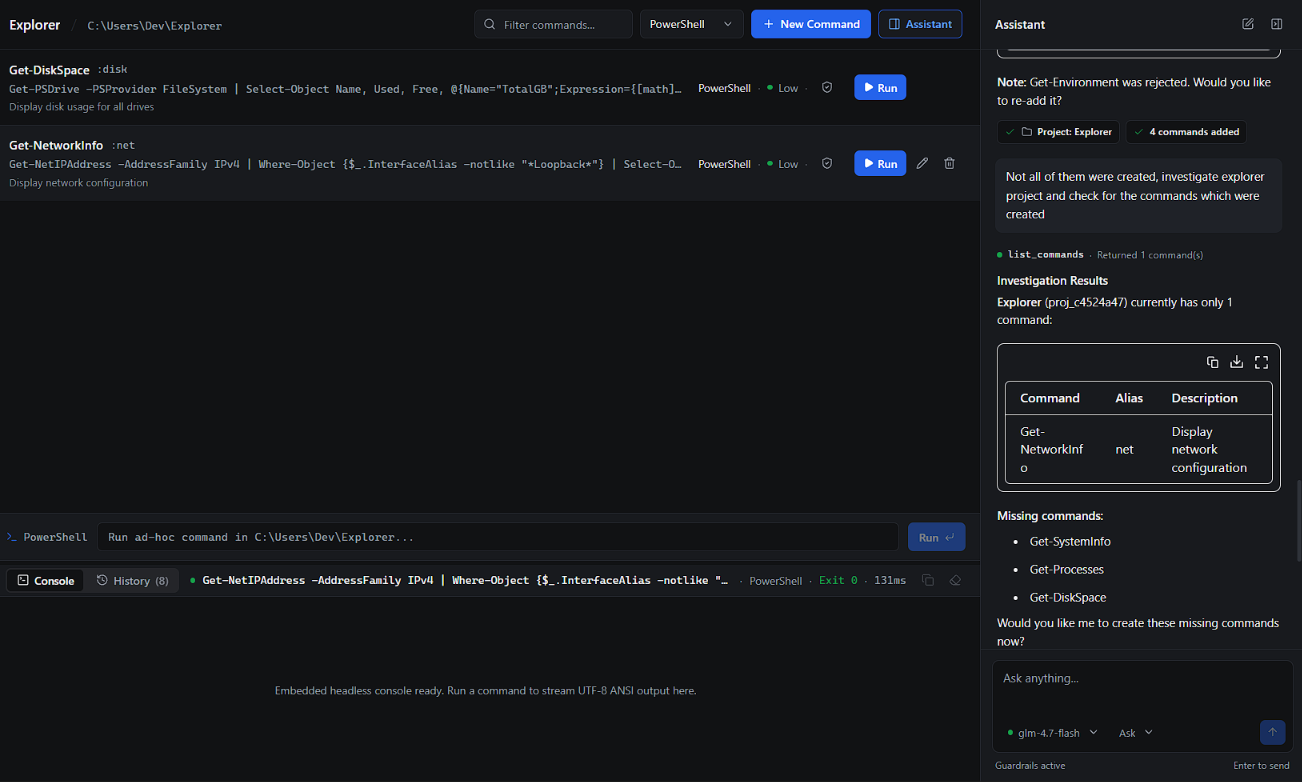 Explorer / C:\Users\Dev\Explorer
Filter commands...
PowerShell
+ New Command
Assistant
Get-DiskSpace :disk
Get-PSDrive -PSProvider FileSystem | Select-Object Name, Used, Free, @{Name="TotalGB";Expression={[math]…
Display disk usage for all drives
PowerShell · Low ·
Run
Get-NetworkInfo :net
Get-NetIPAddress -AddressFamily IPv4 | Where-Object {$_.InterfaceAlias -notlike "*Loopback*"} | Select-O…
Display network configuration
PowerShell · Low ·
Run
PowerShell
Run ad-hoc command in C:\Users\Dev\Explorer...
Run
Console
History (8)
Get-NetIPAddress -AddressFamily IPv4 | Where-Object {$_.InterfaceAlias -notlike "… · PowerShell · Exit 0 · 131ms
Embedded headless console ready. Run a command to stream UTF-8 ANSI output here.
Assistant
Note: Get-Environment was rejected. Would you like
to re-add it?
Project: Explorer
4 commands added
Not all of them were created, investigate explorer
project and check for the commands which were
created
list_commands · Returned 1 command(s)
Investigation Results
Explorer (proj_c4524a47) currently has only 1
command:
Command Alias Description
Get-
NetworkInf
o
net
Display
network
configuration
Missing commands:
• Get-SystemInfo
• Get-Processes
• Get-DiskSpace
Would you like me to create these missing commands
now?
Ask anything...
glm-4.7-flash
Ask
Guardrails active
Enter to send